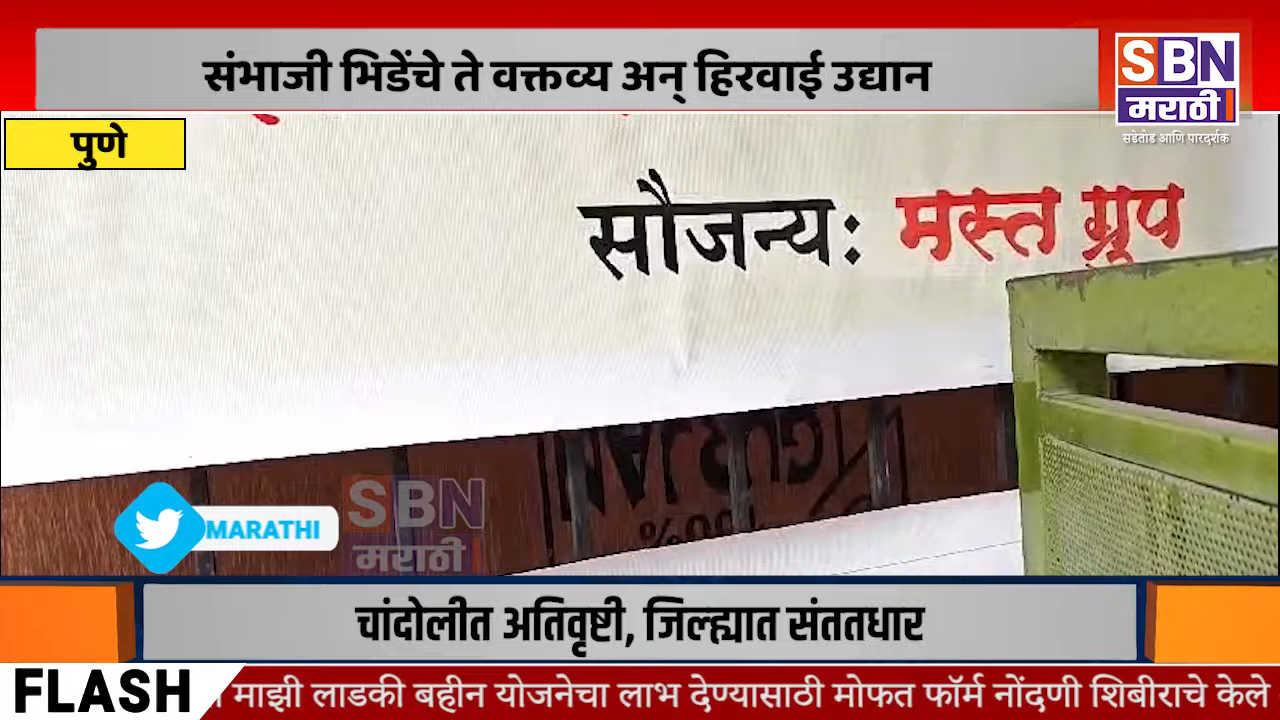 संभाजी भिडेंचे ते वक्तव्य अन् हिरवाई उद्यान
SBN
मराठी
सडेतोड आणि पारदर्शक
पुणे
सौजन्य: मस्त ग्रुप
100%
MARATHI
SBN
मराठी
चांदोलीत अतिवृष्टी, जिल्ह्यात संततधार
FLASH
माझी लाडकी बहीन योजनेचा लाभ देण्यासाठी मोफत फॉर्म नोंदणी शिबीराचे केले